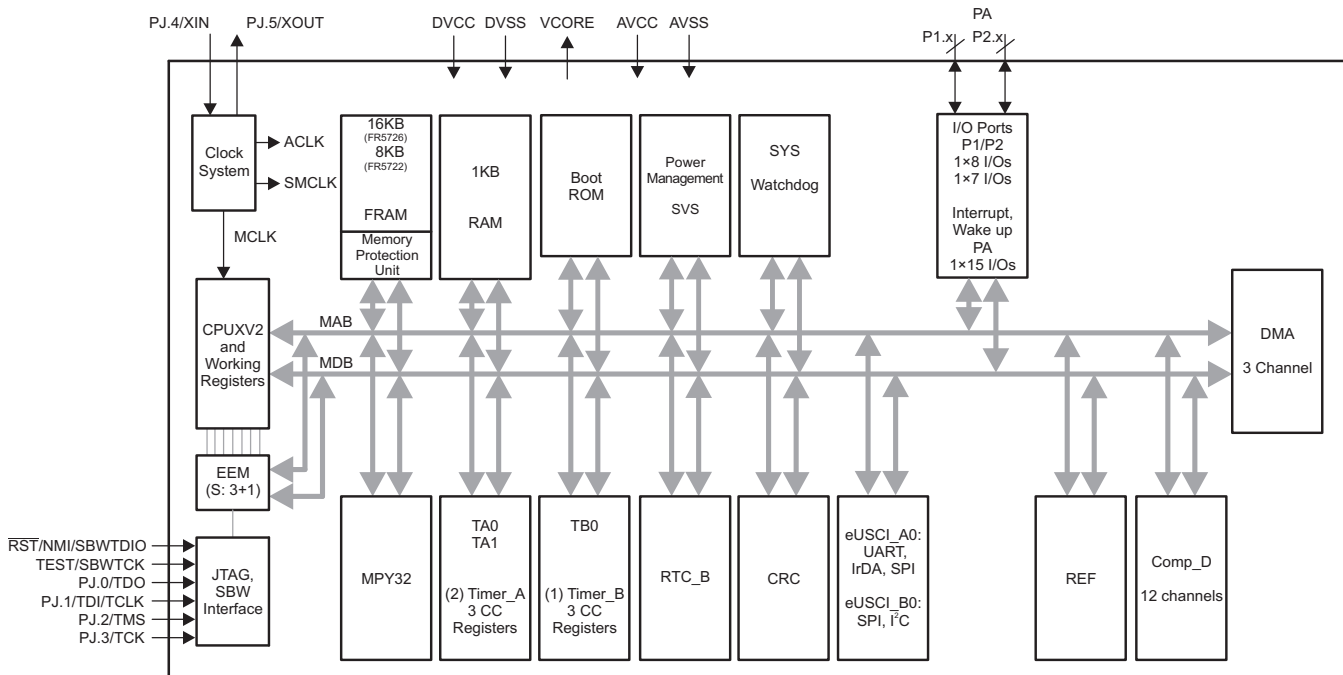 PJ.4/XIN
PJ.5/XOUT
DVCC
DVSS
VCORE
AVCC
AVSS
PA
P1.x
P2.x
Clock
System
ACLK
SMCLK
MCLK
16KB
(FR5726)
8KB
(FR5722)
FRAM
Memory
Protection
Unit
1KB
RAM
Boot
ROM
Power
Management
SVS
SYS
Watchdog
I/O Ports
P1/P2
1×8 I/Os
1×7 I/Os
Interrupt,
Wake up
PA
1×15 I/Os
CPUXV2
and
Working
Registers
MAB
MDB
DMA
3 Channel
EEM
(S: 3+1)
RST/NMI/SBWTDIO
TEST/SBWTCK
PJ.0/TDO
PJ.1/TDI/TCLK
PJ.2/TMS
PJ.3/TCK
JTAG,
SBW
Interface
MPY32
TA0
TA1
(2) Timer_A
3 CC
Registers
TB0
(1) Timer_B
3 CC
Registers
RTC_B
CRC
eUSCI_A0:
UART,
IrDA, SPI
eUSCI_B0:
SPI, I²C
REF
Comp_D
12 channels